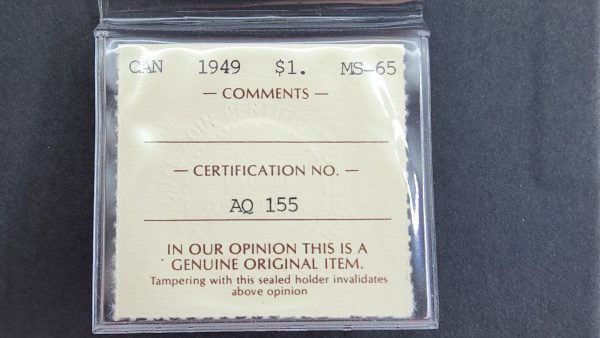 CAN 1949 $1. MS-65
— COMMENTS —
— CERTIFICATION NO. —
AQ 155
IN OUR OPINION THIS IS A
GENUINE ORIGINAL ITEM.
Tampering with this sealed holder invalidates
above opinion